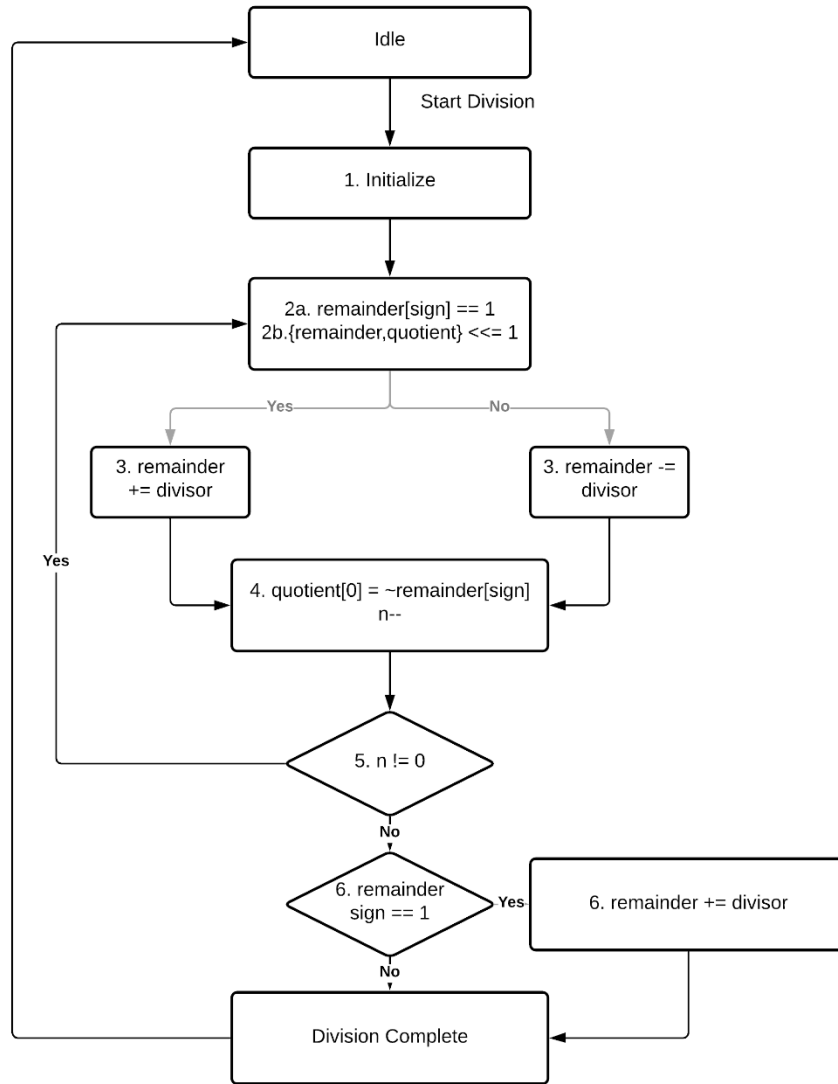 Idle
Start Division
1. Initialize
2a. remainder[sign] == 1
2b.{remainder,quotient} <<= 1
Yes
No
3. remainder
+= divisor
3. remainder -=
divisor
Yes
4. quotient[0] = ~remainder[sign]
n--
5. n != 0
No
6. remainder
sign == 1
Yes
6. remainder += divisor
No
Division Complete